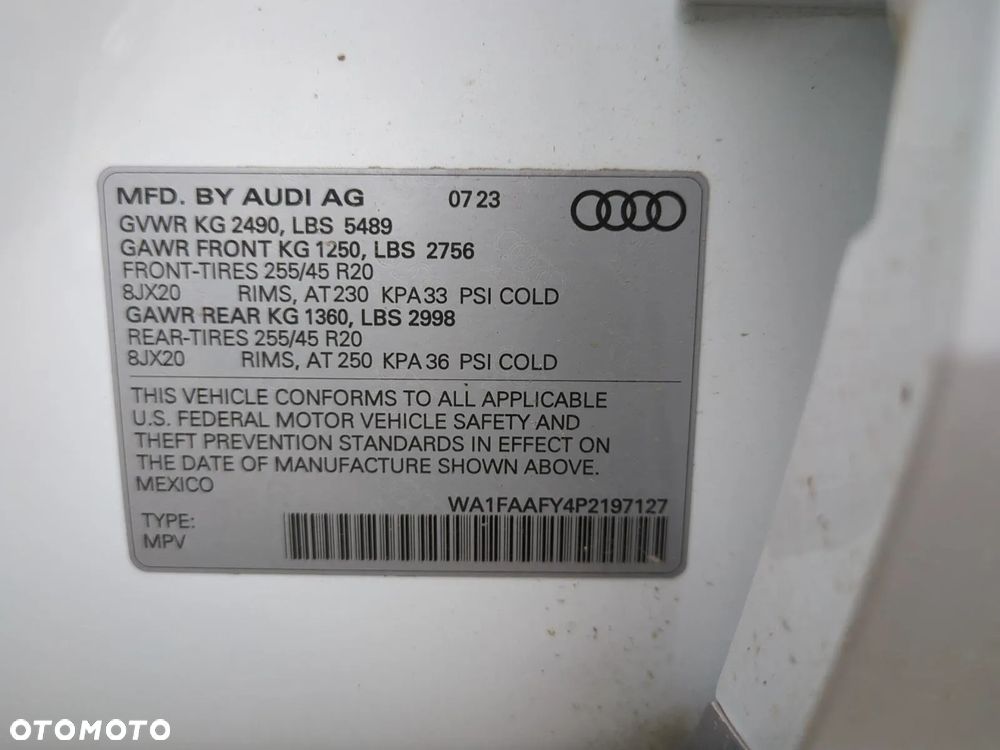 MFD. BY AUDI AG 07 23
GVWR KG 2490, LBS 5489
GAWR FRONT KG 1250, LBS 2756
FRONT-TIRES 255/45 R20
8JX20 RIMS, AT 230 KPA 33 PSI COLD
GAWR REAR KG 1360, LBS 2998
REAR-TIRES 255/45 R20
8JX20 RIMS, AT 250 KPA 36 PSI COLD
THIS VEHICLE CONFORMS TO ALL APPLICABLE
U.S. FEDERAL MOTOR VEHICLE SAFETY AND
THEFT PREVENTION STANDARDS IN EFFECT ON
THE DATE OF MANUFACTURE SHOWN ABOVE.
MEXICO
WA1FAAFY4P2197127
TYPE:
MPV
OTOMOTO